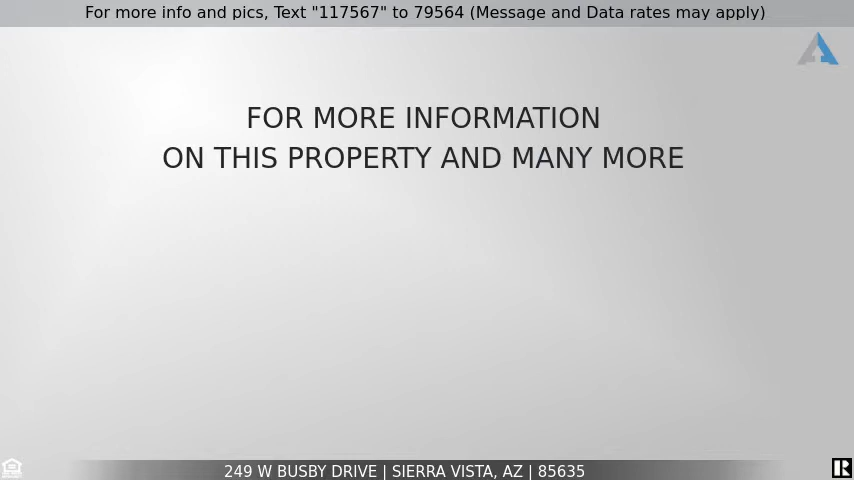 For more info and pics, Text "117567" to 79564 (Message and Data rates may apply)
FOR MORE INFORMATION
ON THIS PROPERTY AND MANY MORE
249 W BUSBY DRIVE | SIERRA VISTA, AZ | 85635